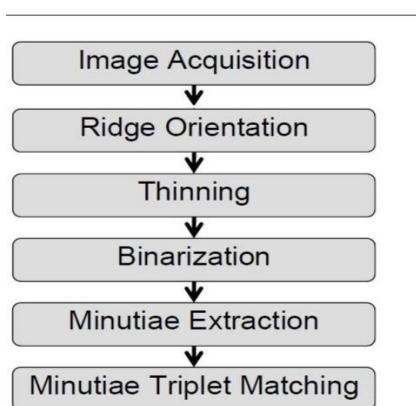 Image Acquisition
Ridge Orientation
Thinning
Binarization
Minutiae Extraction
Minutiae Triplet Matching